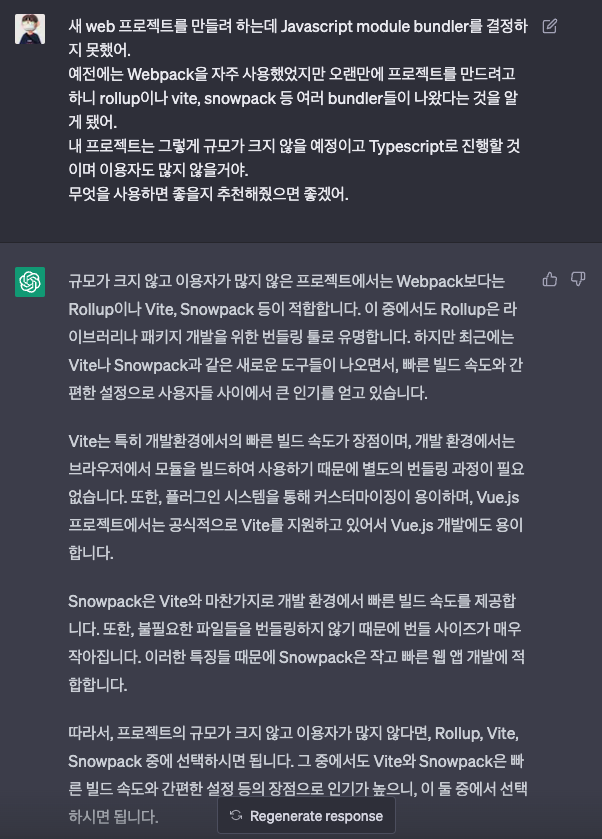 새 web 프로젝트를 만들려 하는데 Javascript module bundler를 결정하
지 못했어.
예전에는 Webpack을 자주 사용했었지만 오랜만에 프로젝트를 만드려고
하니 rollup이나 vite, snowpack 등 여러 bundler들이 나왔다는 것을 알
게 됐어.
내 프로젝트는 그렇게 규모가 크지 않을 예정이고 Typescript로 진행할 것
이며 이용자도 많지 않을거야.
무엇을 사용하면 좋을지 추천해줬으면 좋겠어.
규모가 크지 않고 이용자가 많지 않은 프로젝트에서는 Webpack보다는
Rollup이나 Vite, Snowpack 등이 적합합니다. 이 중에서도 Rollup은 라
이브러리나 패키지 개발을 위한 번들링 툴로 유명합니다. 하지만 최근에는
Vite나 Snowpack과 같은 새로운 도구들이 나오면서, 빠른 빌드 속도와 간
편한 설정으로 사용자들 사이에서 큰 인기를 얻고 있습니다.
Vite는 특히 개발환경에서의 빠른 빌드 속도가 장점이며, 개발 환경에서는
브라우저에서 모듈을 빌드하여 사용하기 때문에 별도의 번들링 과정이 필요
없습니다. 또한, 플러그인 시스템을 통해 커스터마이징이 용이하며, Vue.js
프로젝트에서는 공식적으로 Vite를 지원하고 있어서 Vue.js 개발에도 용이
합니다.
Snowpack은 Vite와 마찬가지로 개발 환경에서 빠른 빌드 속도를 제공합
니다. 또한, 불필요한 파일들을 번들링하지 않기 때문에 번들 사이즈가 매우
작아집니다. 이러한 특징들 때문에 Snowpack은 작고 빠른 웹 앱 개발에 적
합합니다.
따라서, 프로젝트의 규모가 크지 않고 이용자가 많지 않다면, Rollup, Vite,
Snowpack 중에 선택하시면 됩니다. 그 중에서도 Vite와 Snowpack은 빠
른 빌드 속도와 간편한 설정 등의 장점으로 인기가 높으니, 이 둘 중에서 선택
하시면 됩니다.
Regenerate response